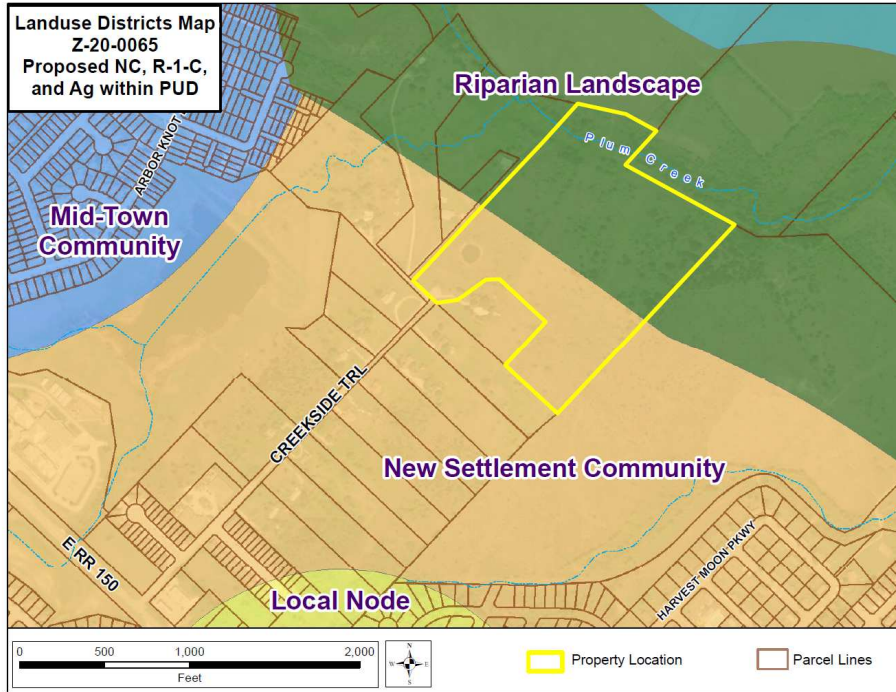 Landuse Districts Map
Z-20-0065
Proposed NC, R-1-C,
and Ag within PUD
Riparian Landscape
Plum Creek
ARBOR KNOT
Mid-Town
Community
CREEKSIDE TRL
New Settlement Community
E RR 150
Local Node
HARVEST MOON PKWY
0 500 1,000 2,000
Feet
N
W E
S
Property Location
Parcel Lines